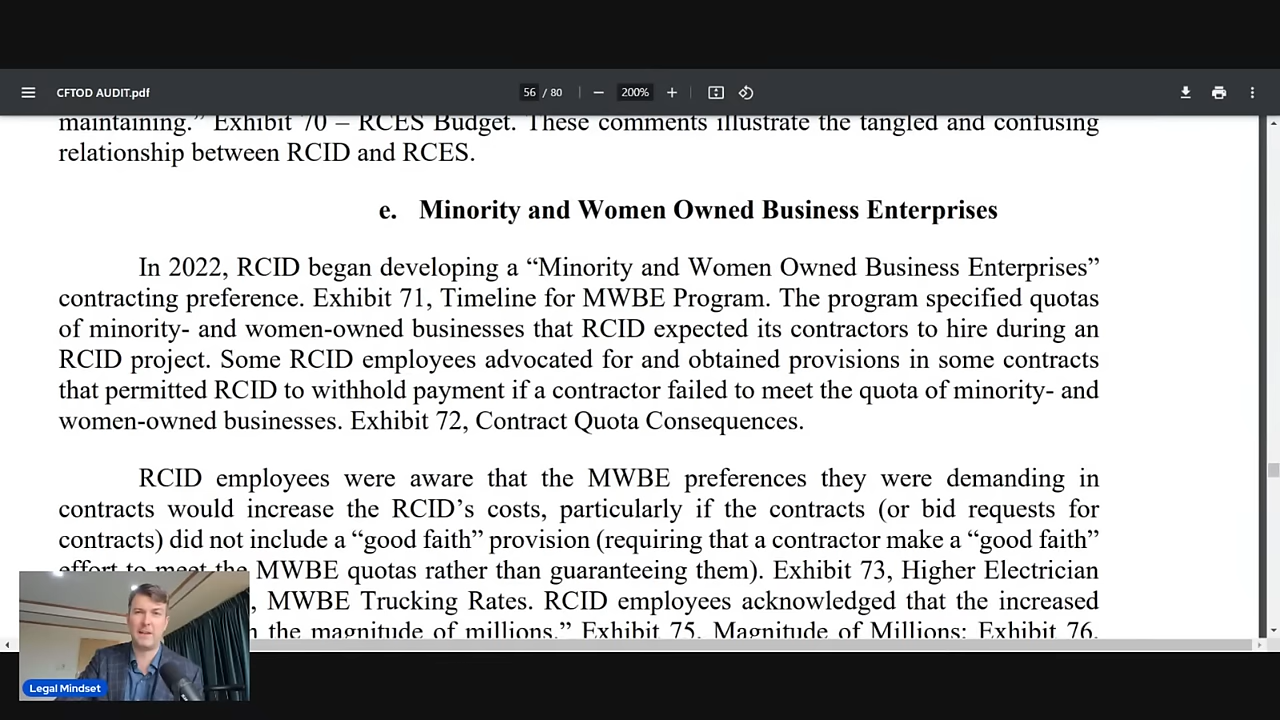 CFTOD AUDIT.pdf
56 / 80
200%
maintaining.” Exhibit 70 – RCES Budget. These comments illustrate the tangled and confusing
relationship between RCID and RCES.
e. Minority and Women Owned Business Enterprises
In 2022, RCID began developing a “Minority and Women Owned Business Enterprises”
contracting preference. Exhibit 71, Timeline for MWBE Program. The program specified quotas
of minority- and women-owned businesses that RCID expected its contractors to hire during an
RCID project. Some RCID employees advocated for and obtained provisions in some contracts
that permitted RCID to withhold payment if a contractor failed to meet the quota of minority- and
women-owned businesses. Exhibit 72, Contract Quota Consequences.
RCID employees were aware that the MWBE preferences they were demanding in
contracts would increase the RCID’s costs, particularly if the contracts (or bid requests for
contracts) did not include a “good faith” provision (requiring that a contractor make a “good faith”
effort to meet the MWBE quotas rather than guaranteeing them). Exhibit 73, Higher Electrician
, MWBE Trucking Rates. RCID employees acknowledged that the increased
the magnitude of millions.” Exhibit 75, Magnitude of Millions; Exhibit 76,
Legal Mindset